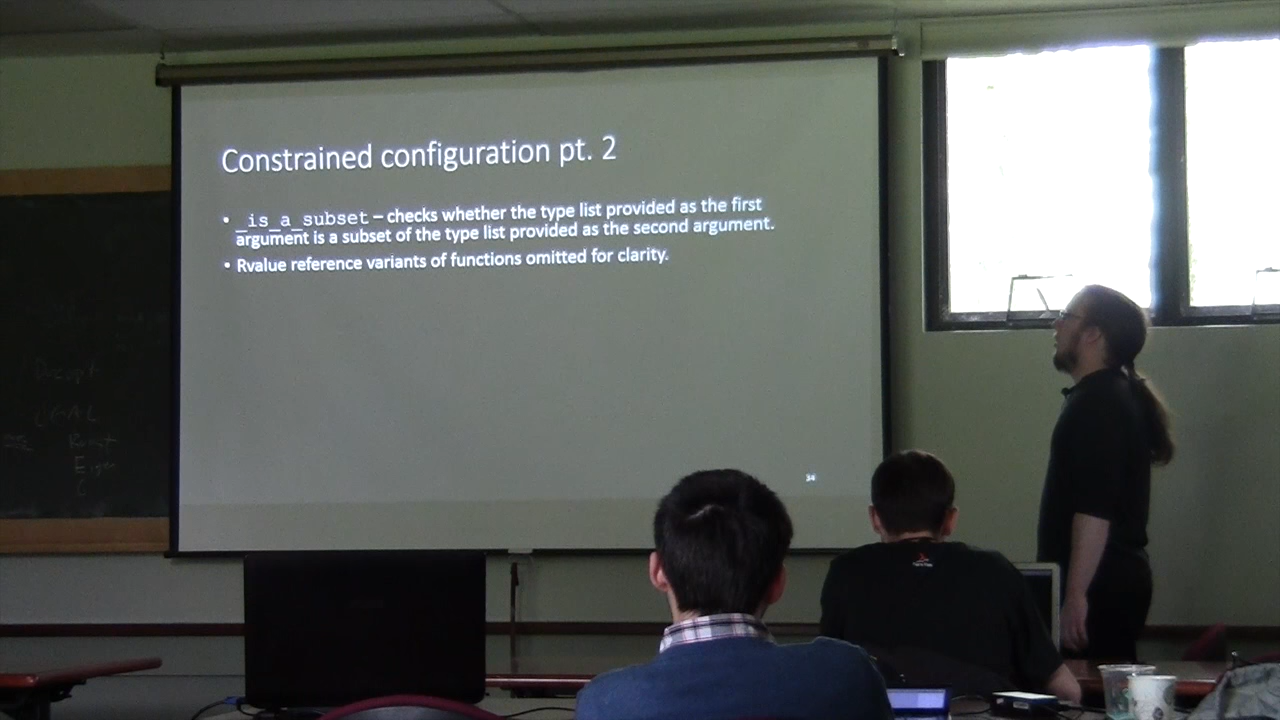 Constrained configuration pt. 2
• _is_a_subset – checks whether the type list provided as the first
argument is a subset of the type list provided as the second argument.
• Rvalue reference variants of functions omitted for clarity.
34